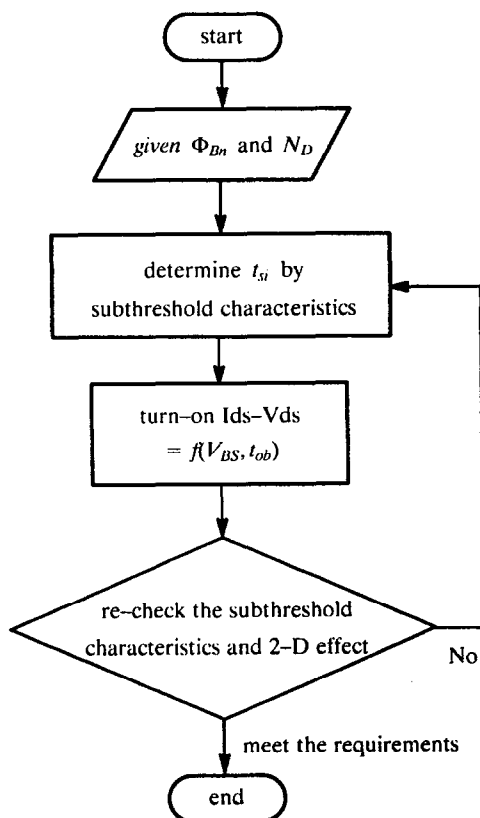 start
given Φ_Bn and N_D
determine t_si by
subthreshold characteristics
turn–on Ids–Vds
= f(V_BS, t_ob)
re–check the subthreshold
characteristics and 2–D effect
No
meet the requirements
end